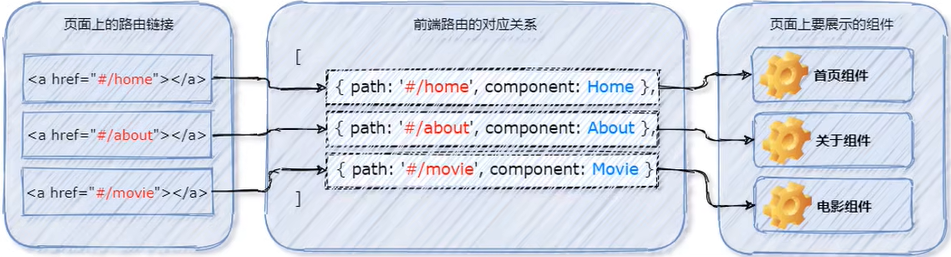 页面上的路由链接
<a href="#/home"></a>
<a href="#/about"></a>
<a href="#/movie"></a>
前端路由的对应关系
[
{ path: '#/home', component: Home },
{ path: '#/about', component: About },
{ path: '#/movie', component: Movie }
]
页面上要展示的组件
首页组件
关于组件
电影组件